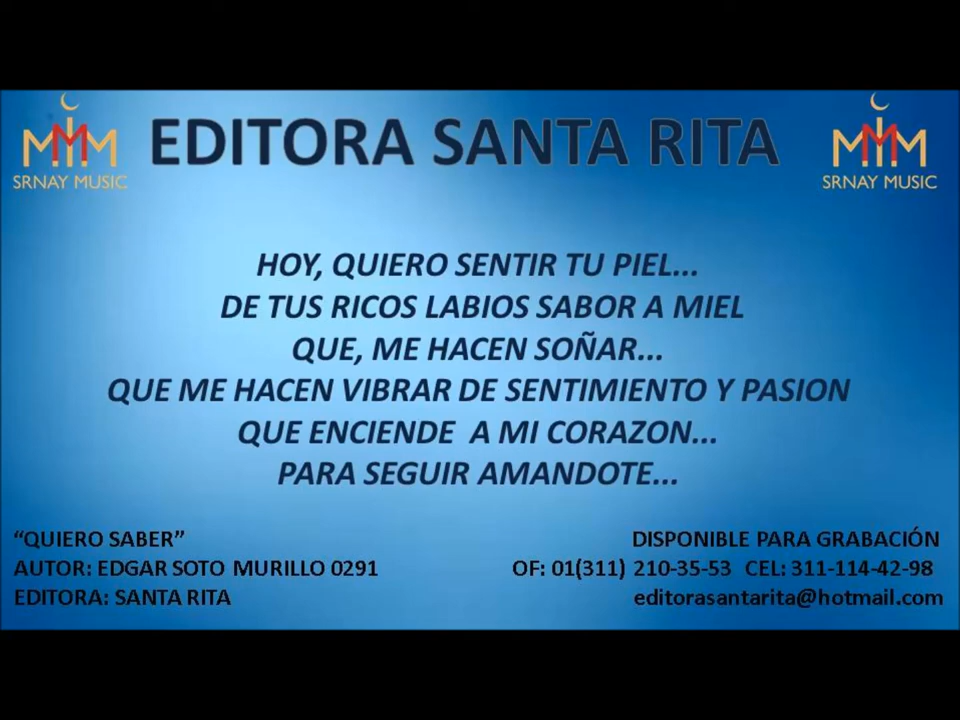 EDITORA SANTA RITA
SRNAY MUSIC
SRNAY MUSIC
HOY, QUIERO SENTIR TU PIEL...
DE TUS RICOS LABIOS SABOR A MIEL
QUE, ME HACEN SOÑAR...
QUE ME HACEN VIBRAR DE SENTIMIENTO Y PASION
QUE ENCIENDE A MI CORAZON...
PARA SEGUIR AMANDOTE...
“QUIERO SABER”
AUTOR: EDGAR SOTO MURILLO 0291
EDITORA: SANTA RITA
DISPONIBLE PARA GRABACIÓN
OF: 01(311) 210-35-53 CEL: 311-114-42-98
editorasantarita@hotmail.com